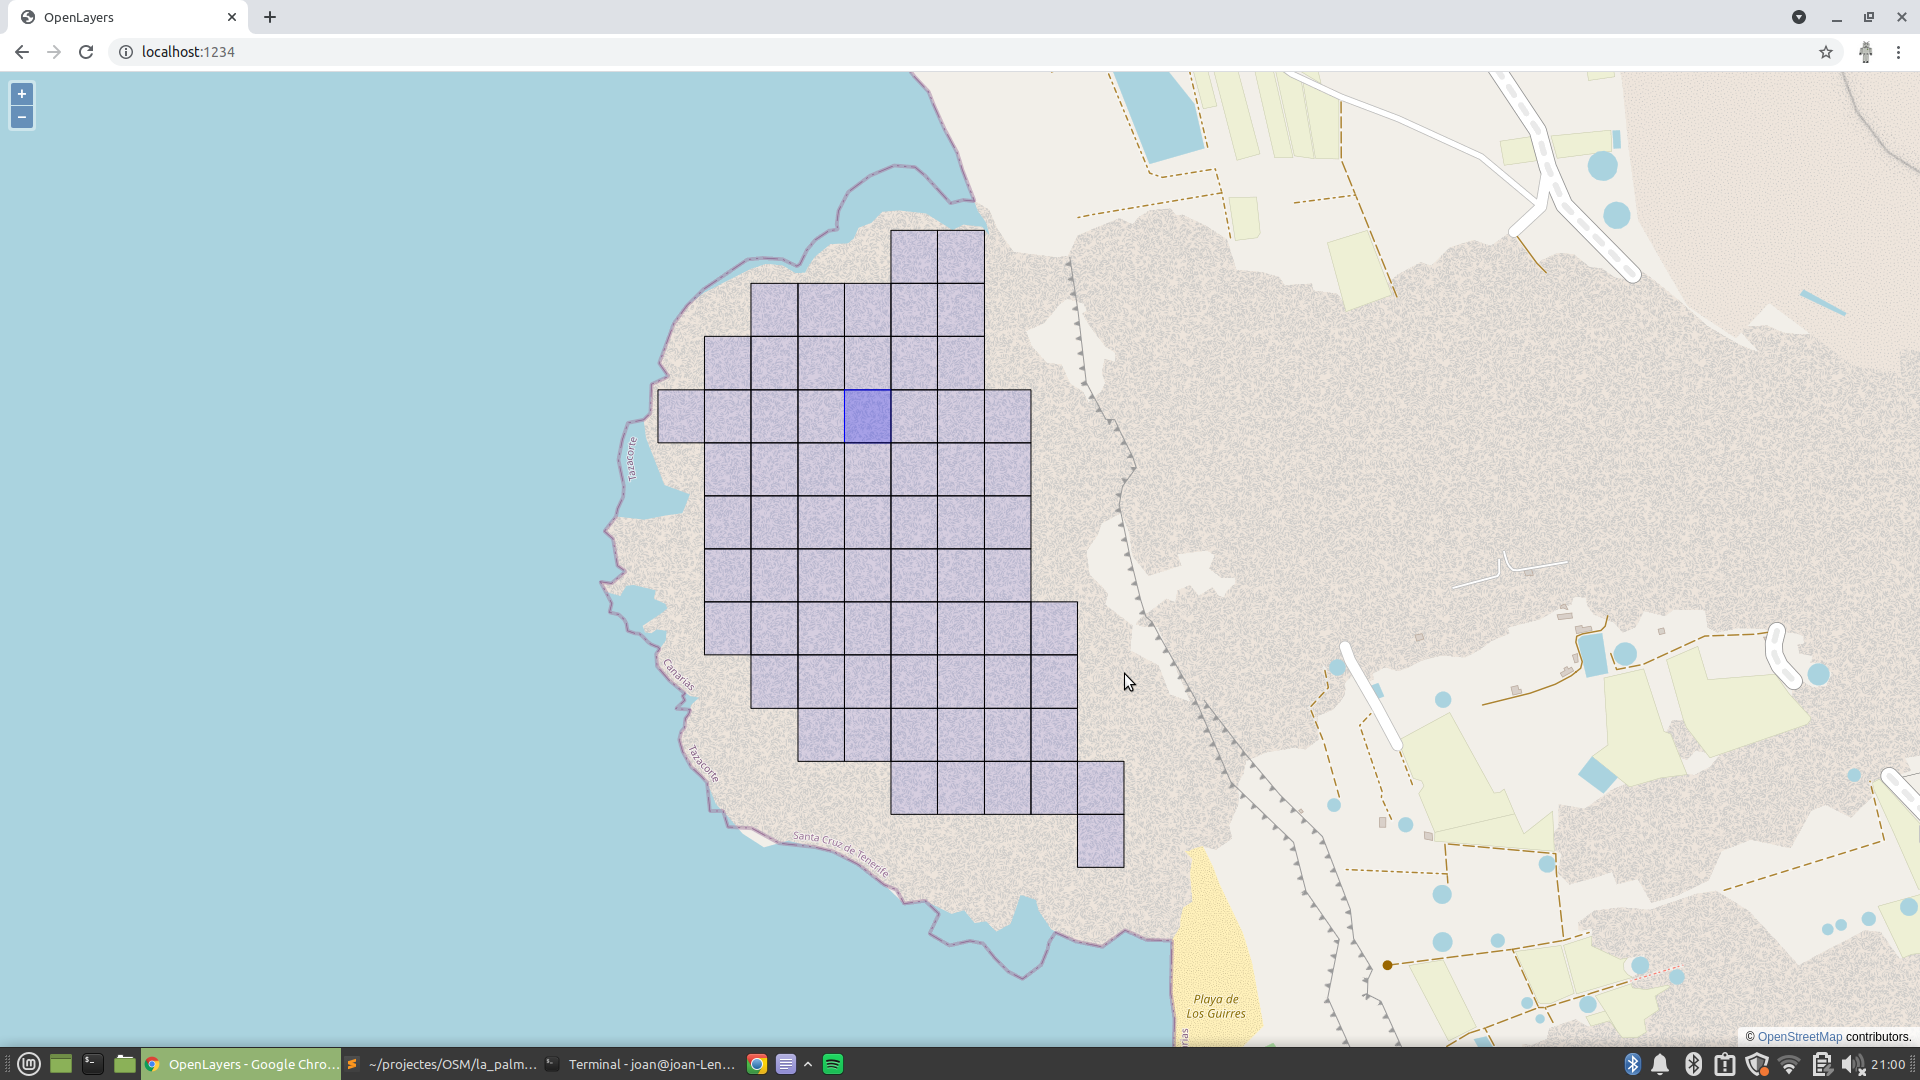 OpenLayers
localhost:1234
+
−
Tazacorte
Canarias
Tazacorte
Santa Cruz de Tenerife
Playa de
Los Guirres
© OpenStreetMap contributors.
OpenLayers - Google Chro...
~/projectes/OSM/la_palm...
Terminal - joan@joan-Len...
21:00